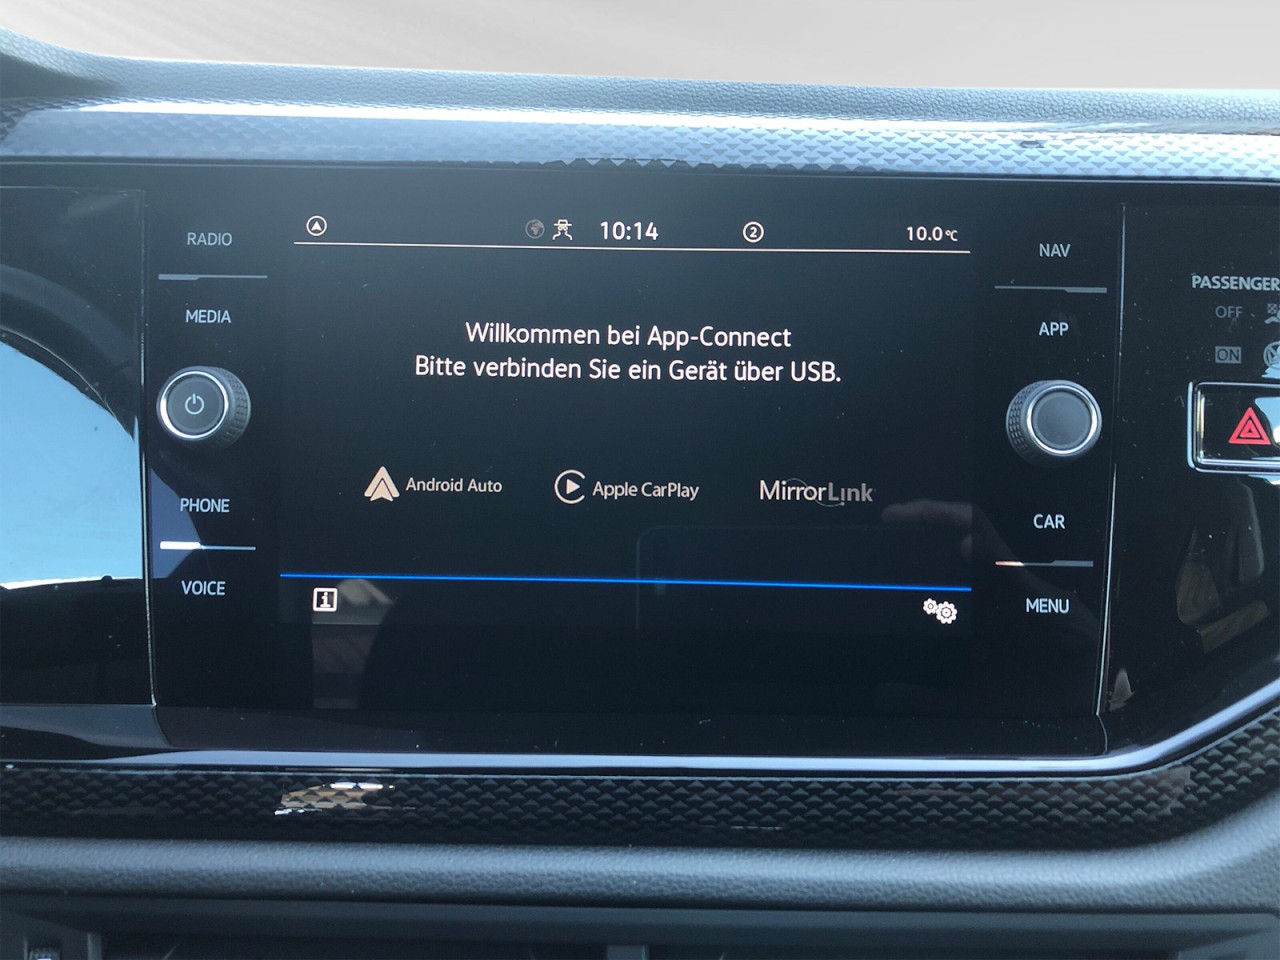 RADIO
MEDIA
PHONE
VOICE
10:14
2
10.0°C
Willkommen bei App-Connect
Bitte verbinden Sie ein Gerät über USB.
Android Auto
Apple CarPlay
MirrorLink
i
NAV
APP
CAR
MENU
PASSENGER
OFF
ON